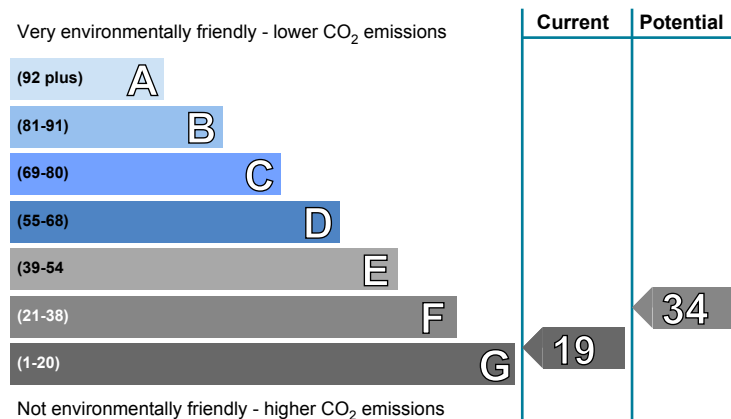 Very environmentally friendly - lower CO₂ emissions
Current
Potential
(92 plus) A
(81-91) B
(69-80) C
(55-68) D
(39-54 E
(21-38) F
(1-20) G
19
34
Not environmentally friendly - higher CO₂ emissions